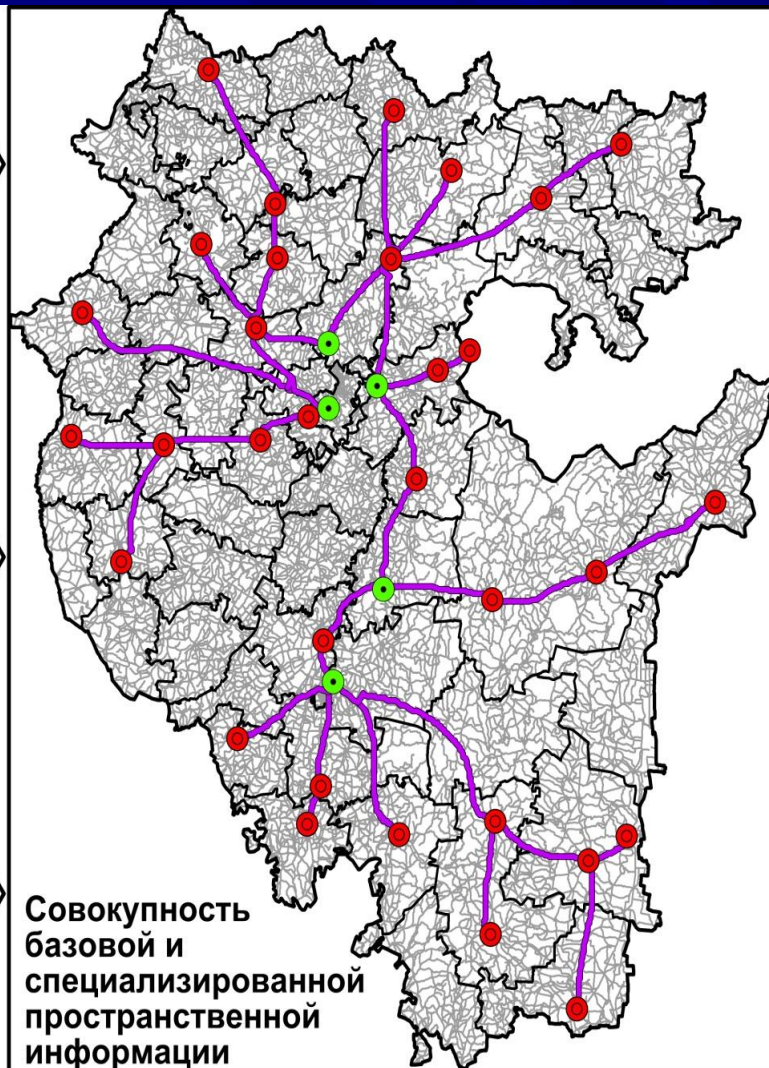 Совокупность
базовой и
специализированной
пространственной
информации